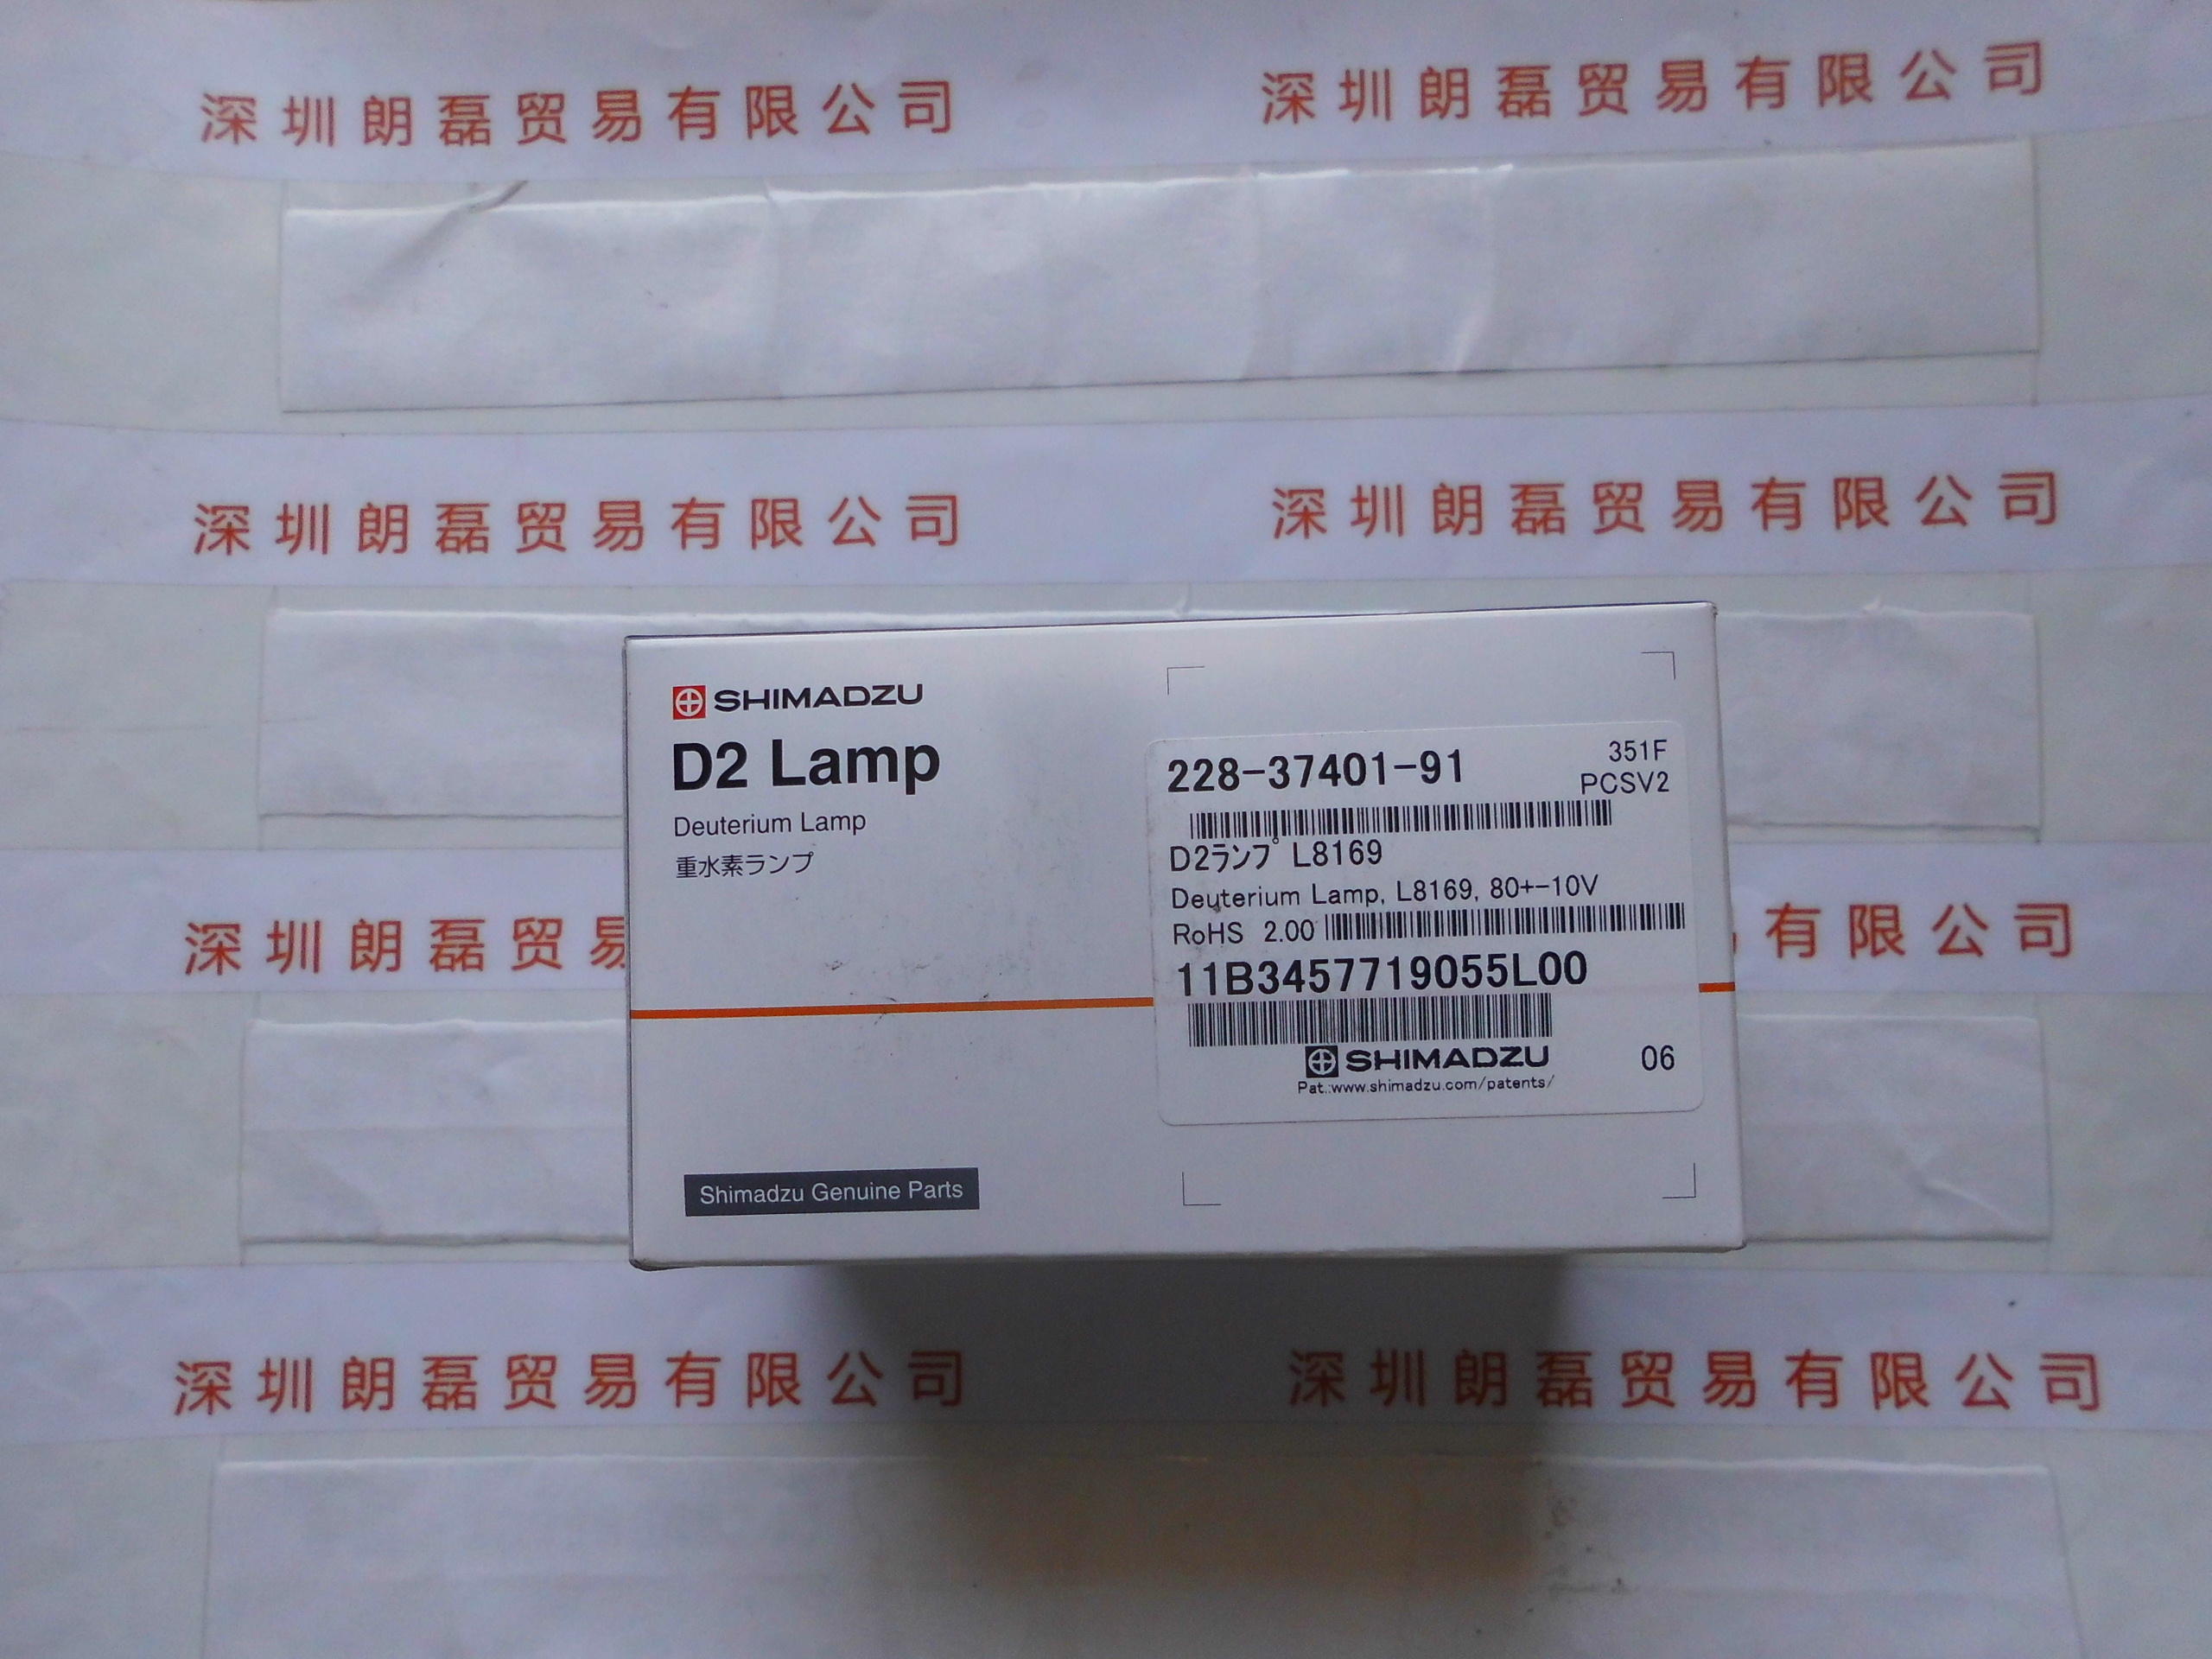 深圳朗磊贸易有限公司 深圳朗磊贸易有限公司
深圳朗磊贸易有限公司 深圳朗磊贸易有限公司
SHIMADZU
D2 Lamp
Deuterium Lamp
重水素ランプ
228-37401-91
351F
PCSV2
D2ランプ L8169
Deuterium Lamp, L8169, 80+-10V
RoHS 2.00
11B3457719055L00
SHIMADZU
06
Pat.:www.shimadzu.com/patents/
Shimadzu Genuine Parts
深圳朗磊贸易 有限公司
深圳朗磊贸易有限公司 深圳朗磊贸易有限公司